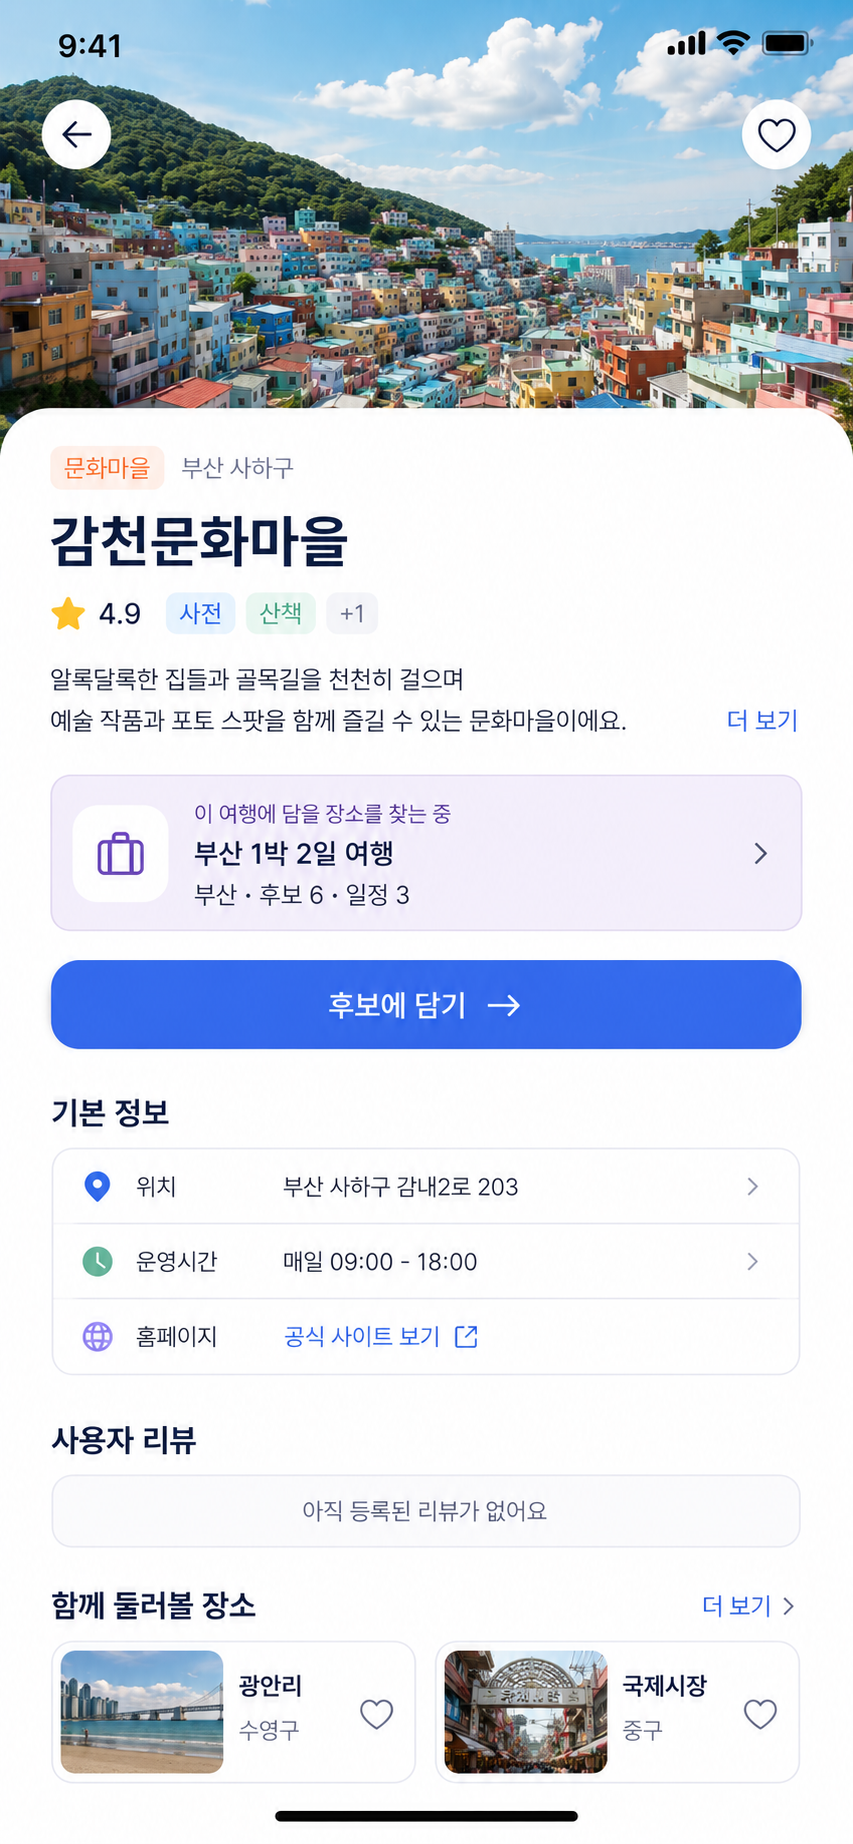 9:41
문화마을 부산 사하구
감천문화마을
4.9 사전 산책 +1
알록달록한 집들과 골목길을 천천히 걸으며
예술 작품과 포토 스팟을 함께 즐길 수 있는 문화마을이에요. 더 보기
이 여행에 담을 장소를 찾는 중
부산 1박 2일 여행
부산 • 후보 6 • 일정 3
후보에 담기 →
기본 정보
위치 부산 사하구 감내2로 203
운영시간 매일 09:00 - 18:00
홈페이지 공식 사이트 보기
사용자 리뷰
아직 등록된 리뷰가 없어요
함께 둘러볼 장소 더 보기
광안리
수영구
국제시장
중구